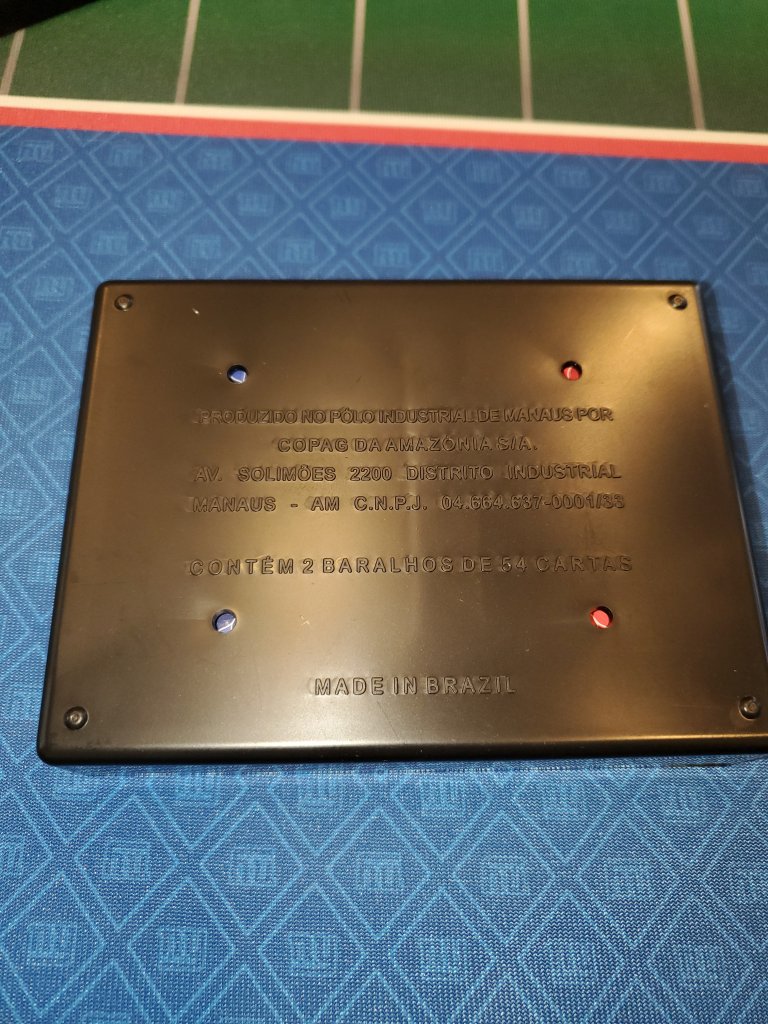 PRODUZIDO NO PÓLO INDUSTRIAL DE MANAUS POR
COPAG DA AMAZÔNIA S/A.
AV. SOLIMÕES 2200 DISTRITO INDUSTRIAL
MANAUS - AM C.N.P.J. 04.664.637-0001/33
CONTÉM 2 BARALHOS DE 54 CARTAS
MADE IN BRAZIL